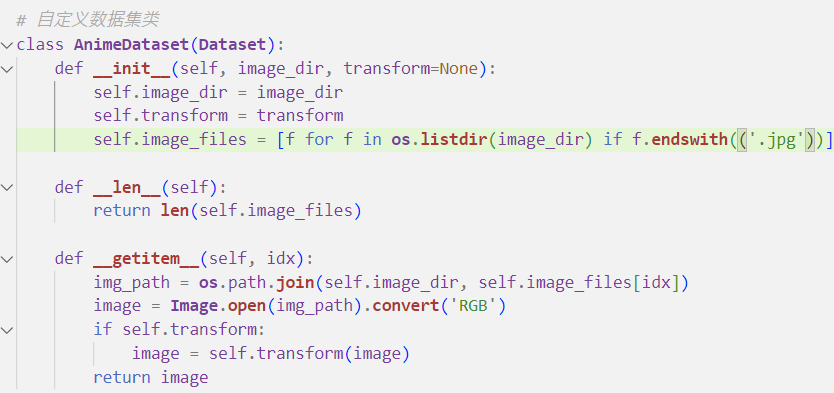 # 自定义数据集类
class AnimeDataset(Dataset):
    def __init__(self, image_dir, transform=None):
        self.image_dir = image_dir
        self.transform = transform
        self.image_files = [f for f in os.listdir(image_dir) if f.endswith(('.jpg'))]

    def __len__(self):
        return len(self.image_files)

    def __getitem__(self, idx):
        img_path = os.path.join(self.image_dir, self.image_files[idx])
        image = Image.open(img_path).convert('RGB')
        if self.transform:
            image = self.transform(image)
        return image